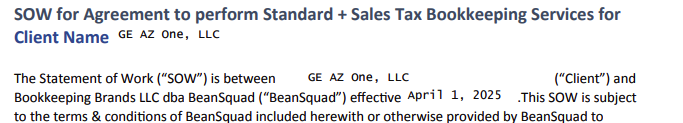 SOW for Agreement to perform Standard + Sales Tax Bookkeeping Services for
Client Name GE AZ One, LLC
The Statement of Work (“SOW”) is between GE AZ One, LLC (“Client”) and
Bookkeeping Brands LLC dba BeanSquad (“BeanSquad”) effective April 1, 2025 .This SOW is subject
to the terms & conditions of BeanSquad included herewith or otherwise provided by BeanSquad to